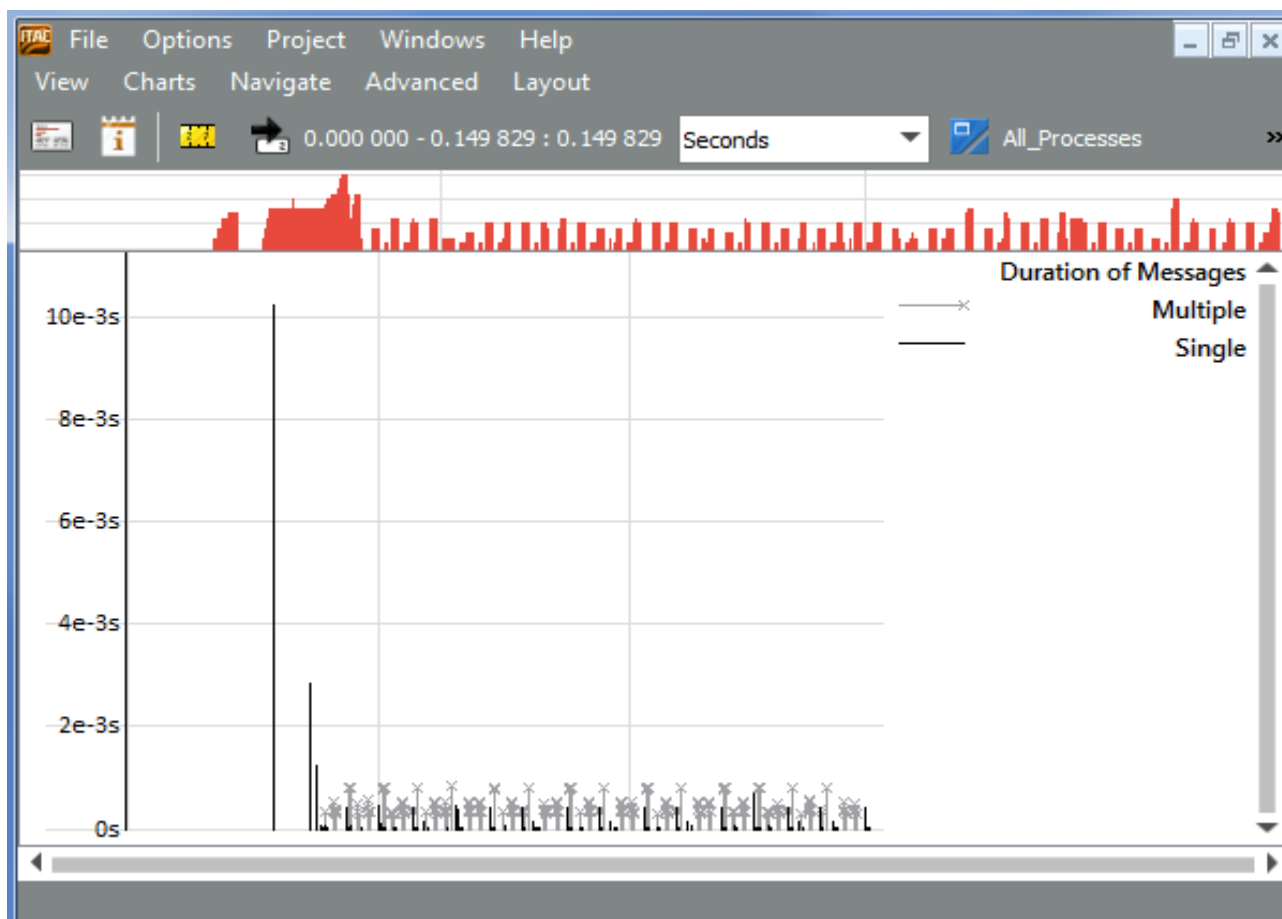 ITAC File Options Project Windows Help
View Charts Navigate Advanced Layout
0.000 000 - 0.149 829 : 0.149 829 Seconds All_Processes »
Duration of Messages
Multiple
Single
10e-3s
8e-3s
6e-3s
4e-3s
2e-3s
0s